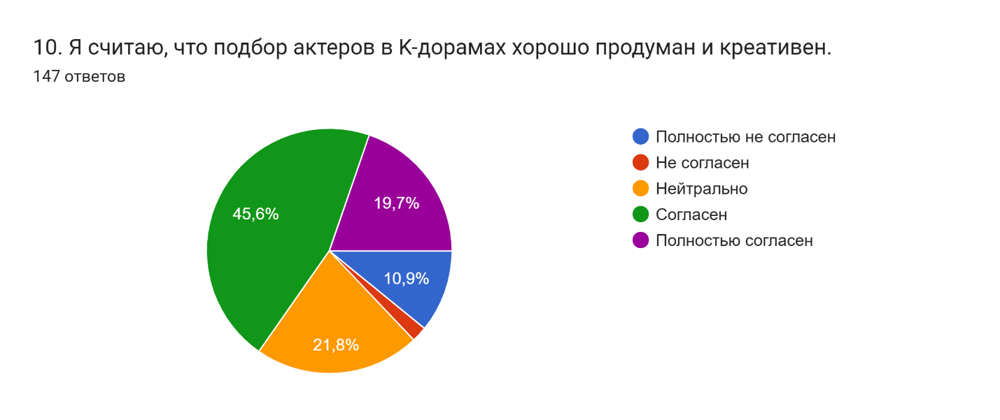 10. Я считаю, что подбор актеров в K-дорамах хорошо продуман и креативен.
147 ответов
45,6%
19,7%
10,9%
21,8%
Полностью не согласен
Не согласен
Нейтрально
Согласен
Полностью согласен